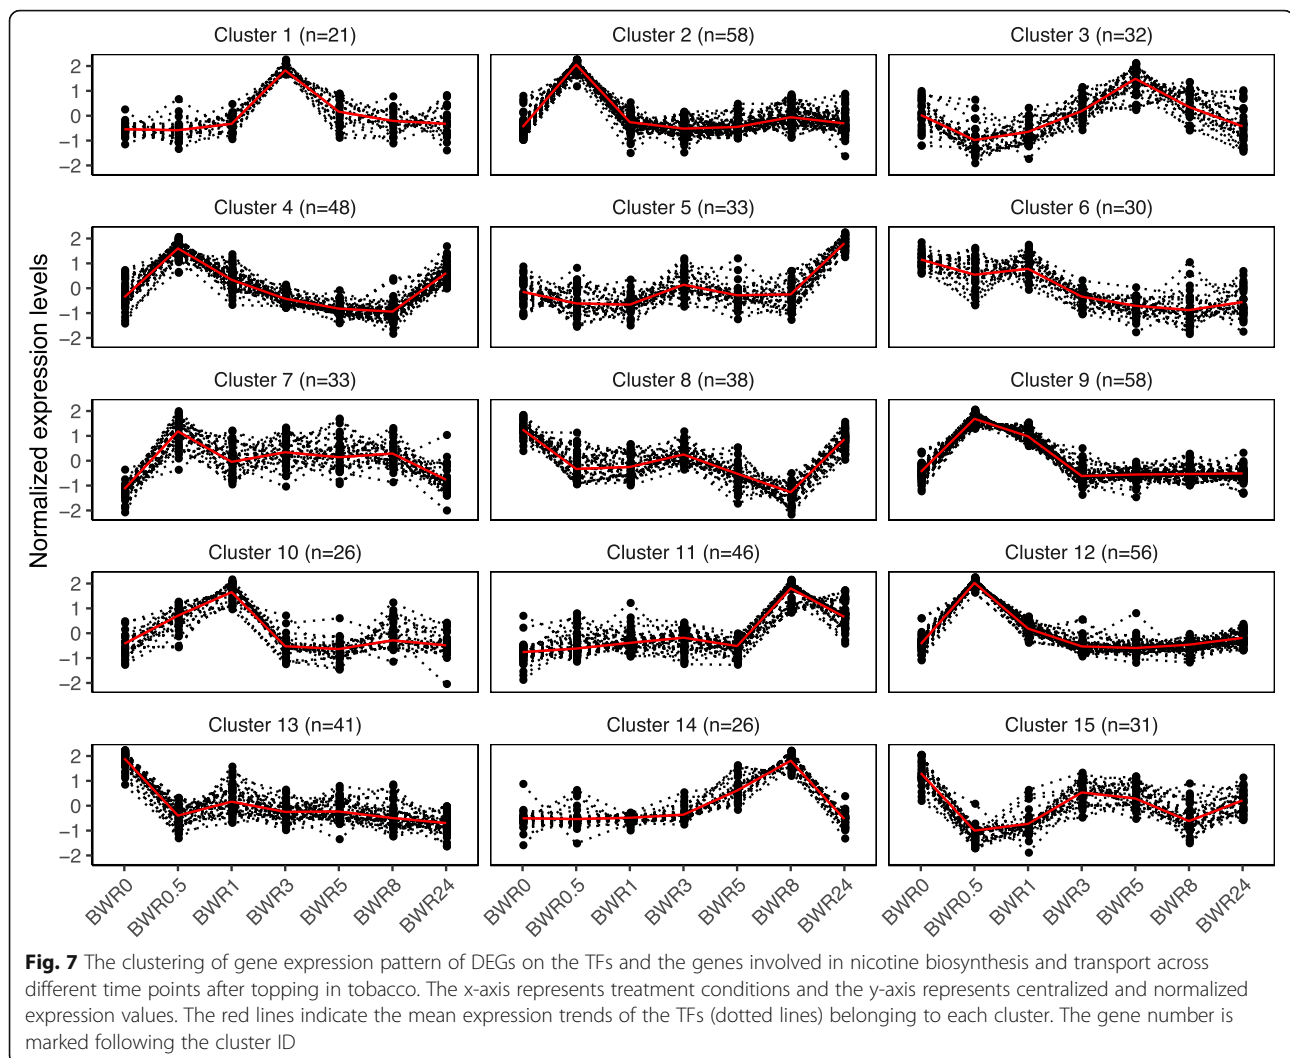 Cluster 1 (n=21)
Cluster 2 (n=58)
Cluster 3 (n=32)
2
1
0
−1
−2
Cluster 4 (n=48)
Cluster 5 (n=33)
Cluster 6 (n=30)
2
1
0
−1
−2
Normalized expression levels
Cluster 7 (n=33)
Cluster 8 (n=38)
Cluster 9 (n=58)
2
1
0
−1
−2
Cluster 10 (n=26)
Cluster 11 (n=46)
Cluster 12 (n=56)
2
1
0
−1
−2
Cluster 13 (n=41)
Cluster 14 (n=26)
Cluster 15 (n=31)
2
1
0
−1
−2
BWR0
BWR0.5
BWR1
BWR3
BWR5
BWR8
BWR24
BWR0
BWR0.5
BWR1
BWR3
BWR5
BWR8
BWR24
BWR0
BWR0.5
BWR1
BWR3
BWR5
BWR8
BWR24
Fig. 7 The clustering of gene expression pattern of DEGs on the TFs and the genes involved in nicotine biosynthesis and transport across
different time points after topping in tobacco. The x-axis represents treatment conditions and the y-axis represents centralized and normalized
expression values. The red lines indicate the mean expression trends of the TFs (dotted lines) belonging to each cluster. The gene number is
marked following the cluster ID